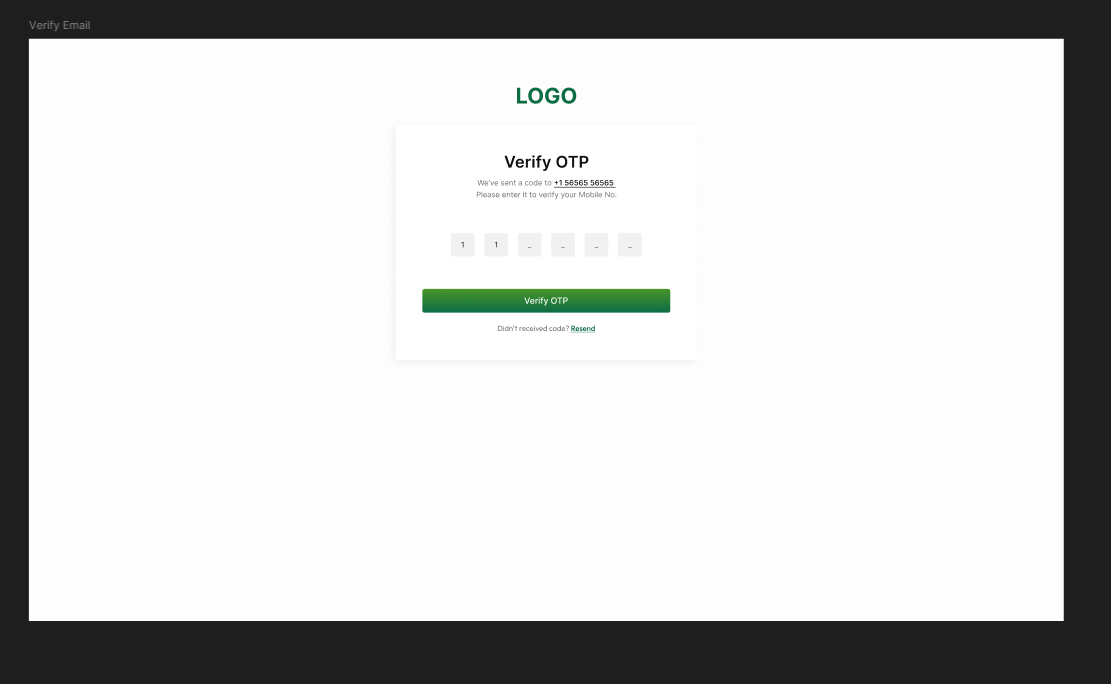 Verify Email
LOGO
Verify OTP
We've sent a code to +1 56565 56565
Please enter it to verify your Mobile No.
1 1 _ _ _ _
Verify OTP
Didn't received code? Resend